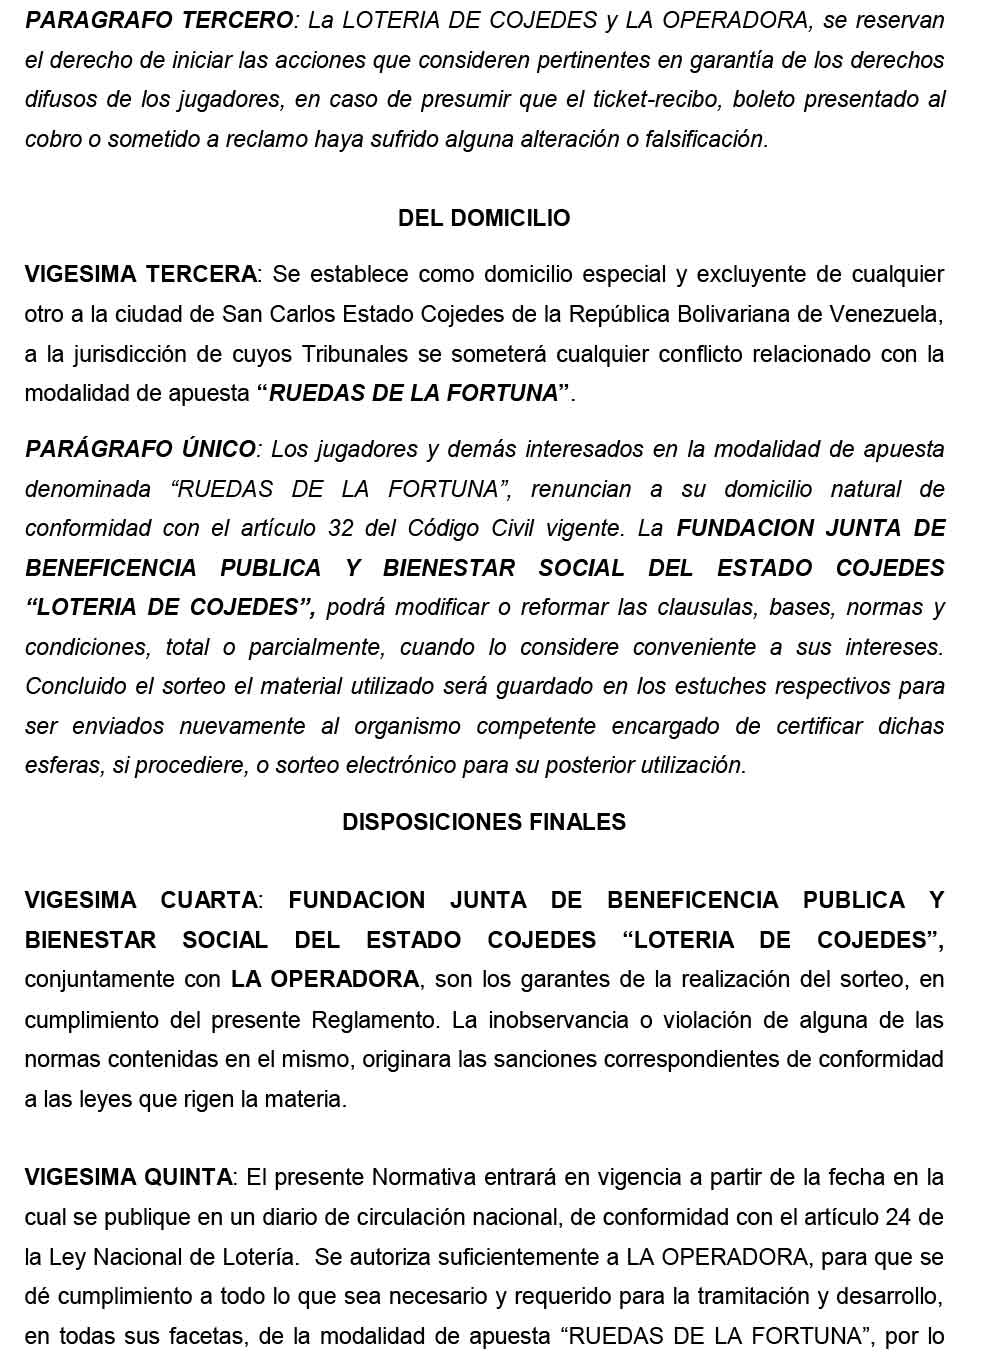 PARAGRAFO TERCERO: La LOTERIA DE COJEDES y LA OPERADORA, se reservan
el derecho de iniciar las acciones que consideren pertinentes en garantía de los derechos
difusos de los jugadores, en caso de presumir que el ticket-recibo, boleto presentado al
cobro o sometido a reclamo haya sufrido alguna alteración o falsificación.
DEL DOMICILIO
VIGESIMA TERCERA: Se establece como domicilio especial y excluyente de cualquier
otro a la ciudad de San Carlos Estado Cojedes de la República Bolivariana de Venezuela,
a la jurisdicción de cuyos Tribunales se someterá cualquier conflicto relacionado con la
modalidad de apuesta “RUEDAS DE LA FORTUNA”.
PARÁGRAFO ÚNICO: Los jugadores y demás interesados en la modalidad de apuesta
denominada “RUEDAS DE LA FORTUNA”, renuncian a su domicilio natural de
conformidad con el artículo 32 del Código Civil vigente. La FUNDACION JUNTA DE
BENEFICENCIA PUBLICA Y BIENESTAR SOCIAL DEL ESTADO COJEDES
“LOTERIA DE COJEDES”, podrá modificar o reformar las clausulas, bases, normas y
condiciones, total o parcialmente, cuando lo considere conveniente a sus intereses.
Concluido el sorteo el material utilizado será guardado en los estuches respectivos para
ser enviados nuevamente al organismo competente encargado de certificar dichas
esferas, si procediere, o sorteo electrónico para su posterior utilización.
DISPOSICIONES FINALES
VIGESIMA CUARTA: FUNDACION JUNTA DE BENEFICENCIA PUBLICA Y
BIENESTAR SOCIAL DEL ESTADO COJEDES “LOTERIA DE COJEDES”,
conjuntamente con LA OPERADORA, son los garantes de la realización del sorteo, en
cumplimiento del presente Reglamento. La inobservancia o violación de alguna de las
normas contenidas en el mismo, originara las sanciones correspondientes de conformidad
a las leyes que rigen la materia.
VIGESIMA QUINTA: El presente Normativa entrará en vigencia a partir de la fecha en la
cual se publique en un diario de circulación nacional, de conformidad con el artículo 24 de
la Ley Nacional de Lotería.  Se autoriza suficientemente a LA OPERADORA, para que se
dé cumplimiento a todo lo que sea necesario y requerido para la tramitación y desarrollo,
en todas sus facetas, de la modalidad de apuesta “RUEDAS DE LA FORTUNA”, por lo